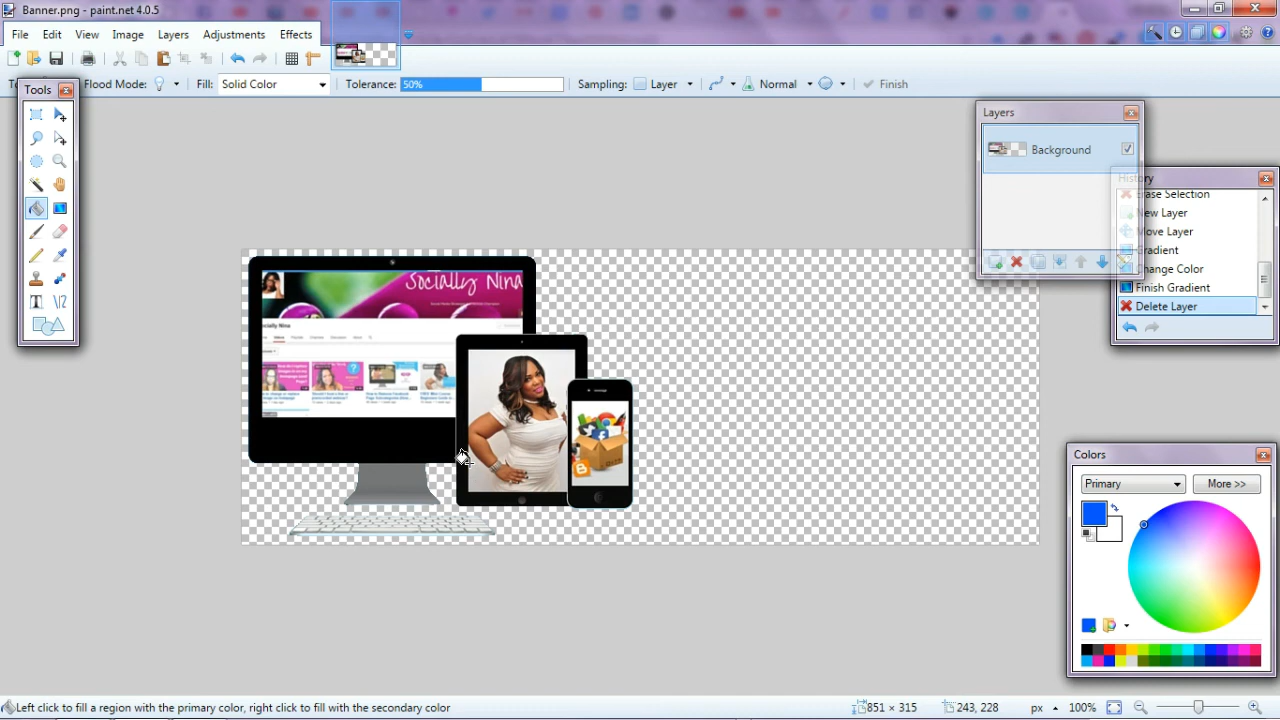 Banner.png - paint.net 4.0.5
File Edit View Image Layers Adjustments Effects
Flood Mode: Fill: Solid Color Tolerance: 50% Sampling: Layer Normal Finish
Tools
Layers
Background
History
Erase Selection
New Layer
Move Layer
Gradient
Change Color
Finish Gradient
Delete Layer
Socially Nina
Colors
Primary More >>
Left click to fill a region with the primary color, right click to fill with the secondary color 851 × 315 243, 228 px 100%